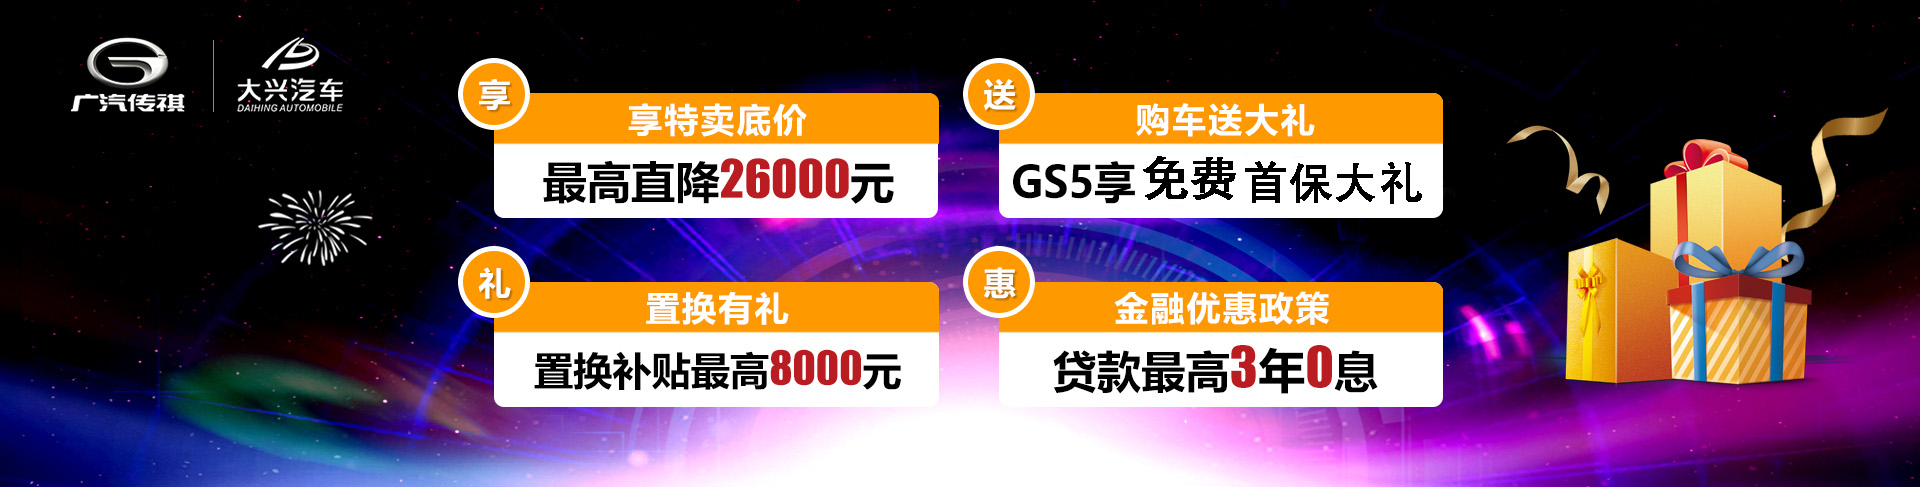 广汽传祺
大兴汽车
DAIHING AUTOMOBILE
享
享特卖底价
最高直降26000元
送
购车送大礼
GS5享免费首保大礼
礼
置换有礼
置换补贴最高8000元
惠
金融优惠政策
贷款最高3年0息